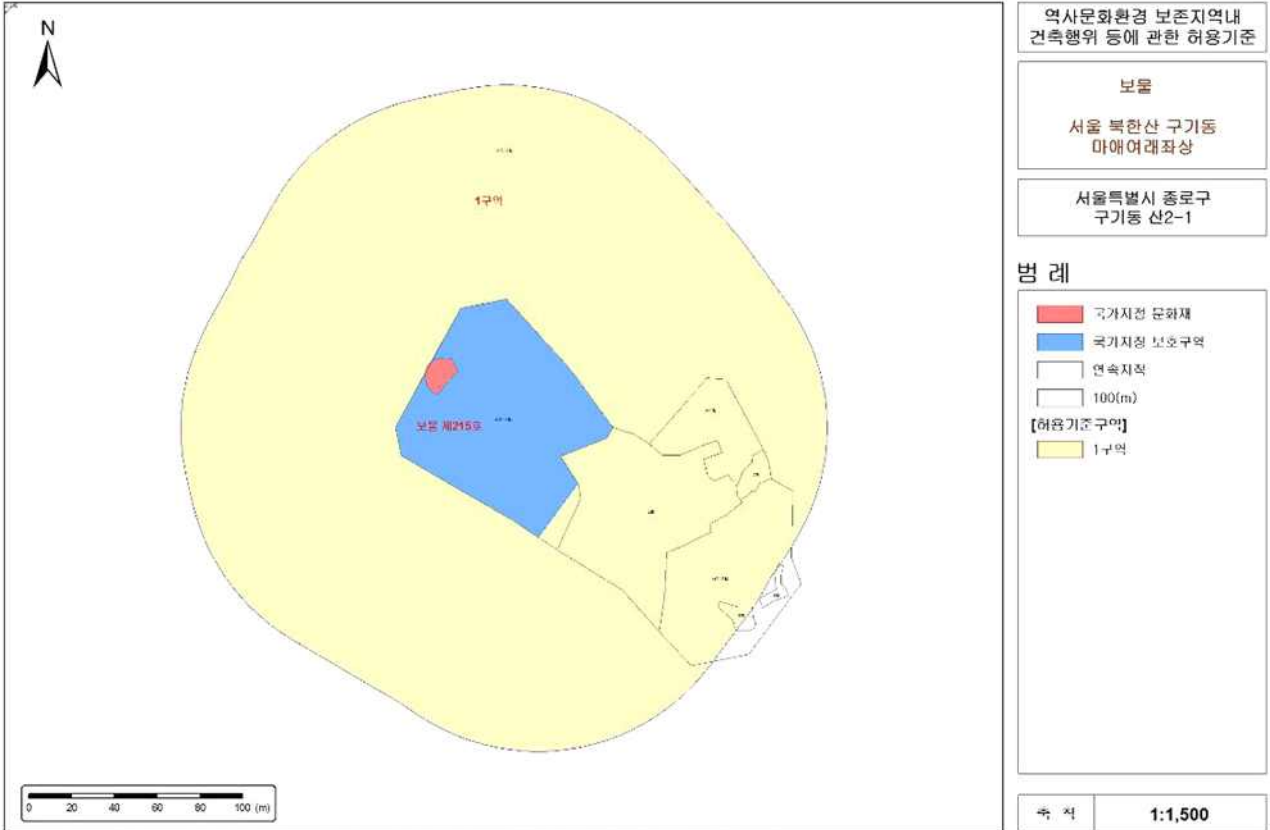 N
1구역
보물 제215호
0 20 40 60 80 100 (m)
역사문화환경 보존지역내
건축행위 등에 관한 허용기준
보물
서울 북한산 구기동
마애여래좌상
서울특별시 종로구
구기동 산2-1
범 례
국가지정 문화재
국가지정 보호구역
연속지적
100(m)
[허용기준구역]
1구역
축 척
1:1,500